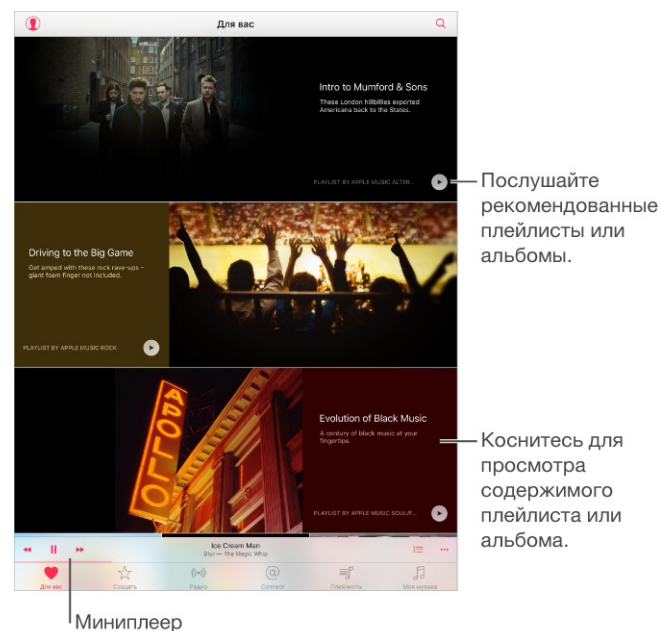 Для вас
Intro to Mumford & Sons
These London hillbillies exported
Americana back to the States.
PLAYLIST BY APPLE MUSIC ALTER...
Послушайте
рекомендованные
плейлисты или
альбомы.
Driving to the Big Game
Get amped with these rock rave-ups –
giant foam finger not included.
PLAYLIST BY APPLE MUSIC ROCK
APOLLO
Evolution of Black Music
A century of black music at your
fingertips.
PLAYLIST BY APPLE MUSIC SOUL/F...
Коснитесь для
просмотра
содержимого
плейлиста или
альбома.
Ice Cream Man
Blur — The Magic Whip
Для вас
Создать
Радио
Connect
Плейлисты
Моя музыка
Миниплеер